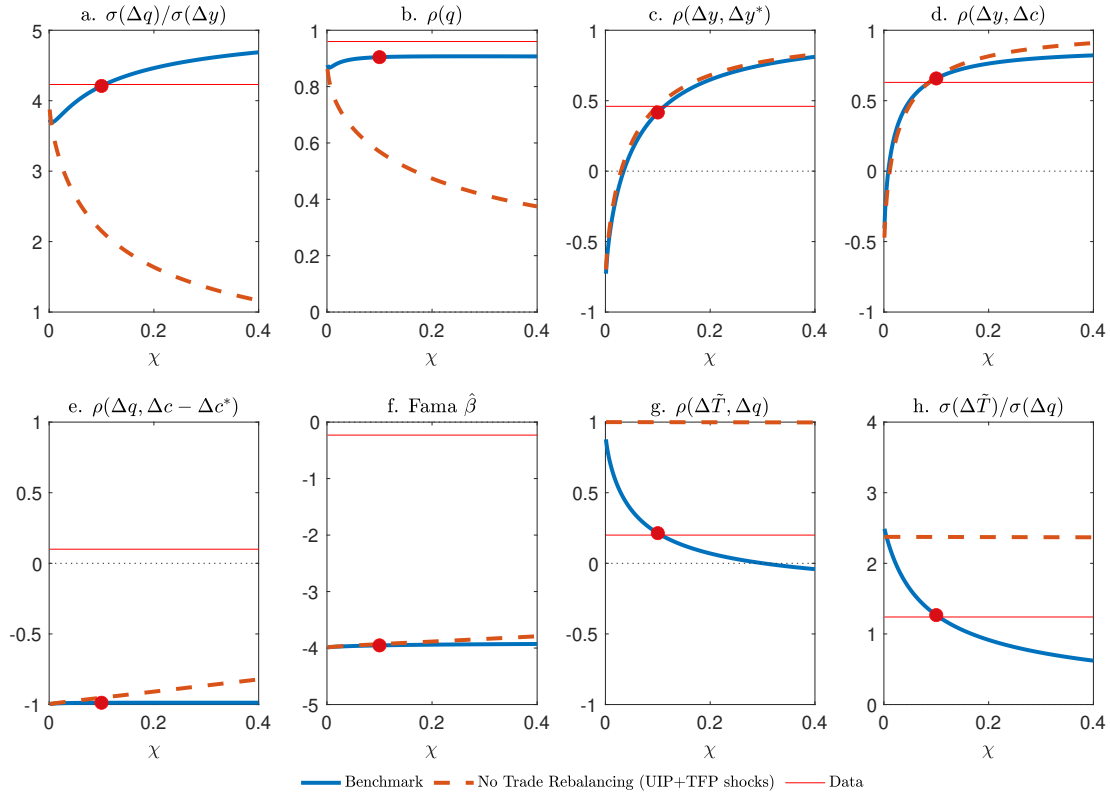 a. σ(Δq)/σ(Δy)
b. ρ(q)
c. ρ(Δy, Δy*)
d. ρ(Δy, Δc)
5
4
3
2
1
0 0.2 0.4
χ
1
0.8
0.6
0.4
0.2
0
0 0.2 0.4
χ
1
0.5
0
-0.5
-1
0 0.2 0.4
χ
1
0.5
0
-0.5
-1
0 0.2 0.4
χ
e. ρ(Δq, Δc − Δc*)
f. Fama β̂
g. ρ(ΔT̃, Δq)
h. σ(ΔT̃)/σ(Δq)
1
0.5
0
-0.5
-1
0 0.2 0.4
χ
0
-1
-2
-3
-4
-5
0 0.2 0.4
χ
1
0.5
0
-0.5
-1
0 0.2 0.4
χ
4
3
2
1
0
0 0.2 0.4
χ
Benchmark No Trade Rebalancing (UIP+TFP shocks) Data